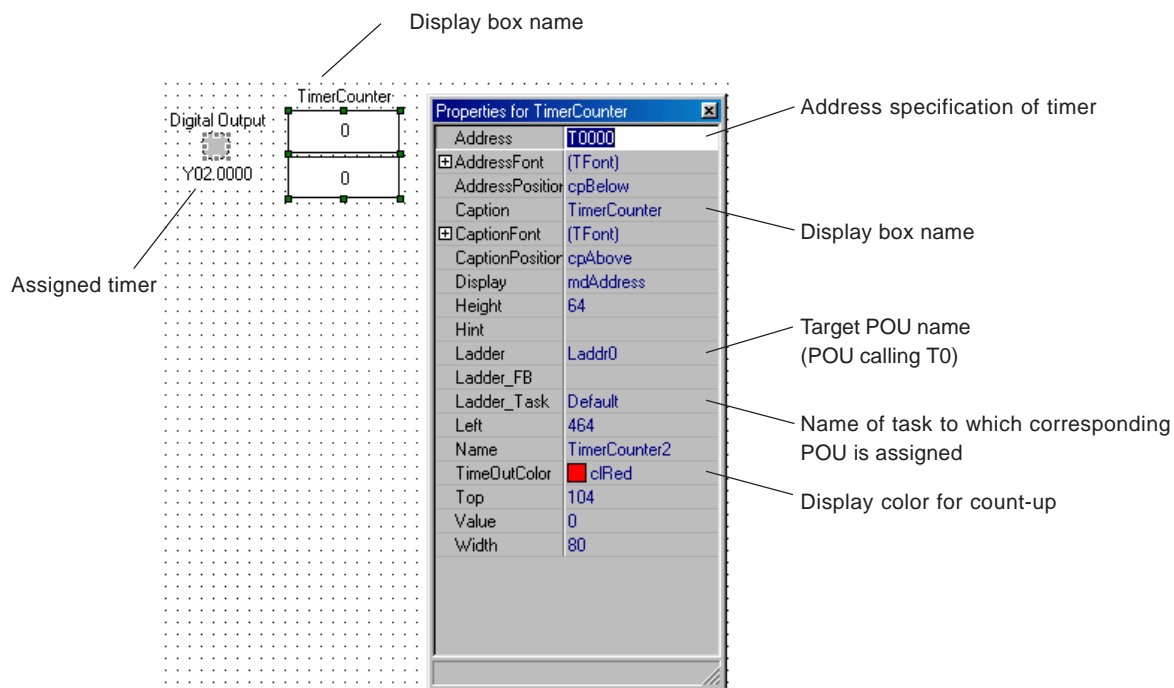 Display box name
TimerCounter
Digital Output
0
Y02.0000
0
Assigned timer
Properties for TimerCounter
Address T0000
AddressFont (TFont)
AddressPosition cpBelow
Caption TimerCounter
CaptionFont (TFont)
CaptionPosition cpAbove
Display mdAddress
Height 64
Hint
Ladder Laddr0
Ladder_FB
Ladder_Task Default
Left 464
Name TimerCounter2
TimeOutColor clRed
Top 104
Value 0
Width 80
Address specification of timer
Display box name
Target POU name
(POU calling T0)
Name of task to which corresponding
POU is assigned
Display color for count-up